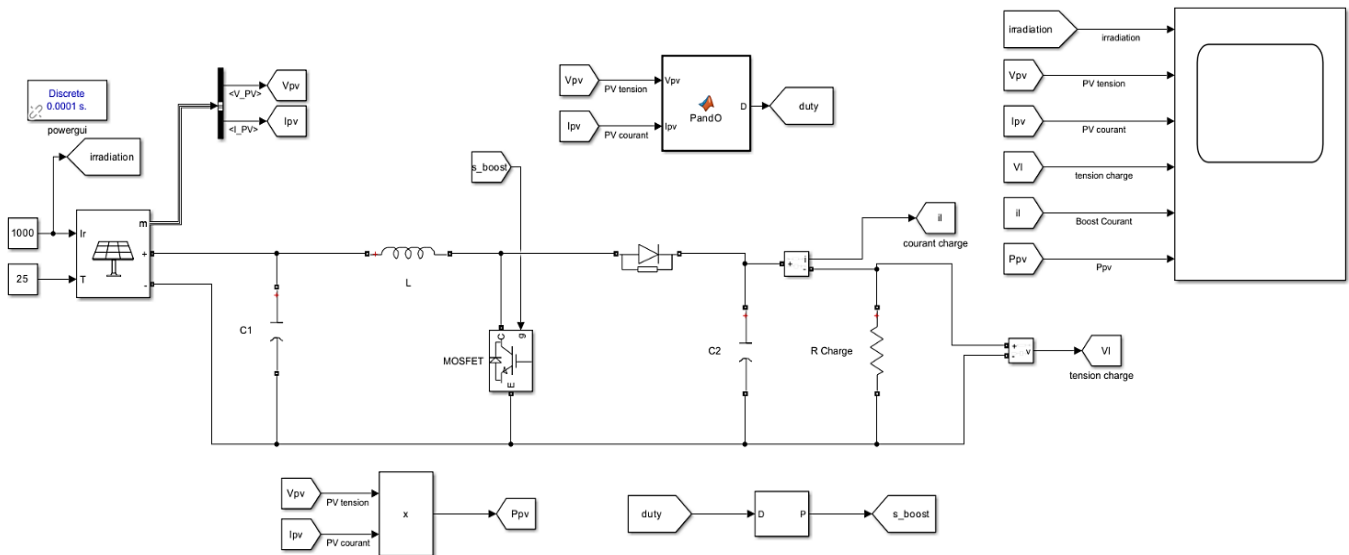 Discrete
0.0001 s.
powergui
irradiation
1000
25
Ir
T
m
+
-
<V_PV>
<I_PV>
Vpv
Ipv
C1
L
s_boost
MOSFET
C
g
E
Vpv
PV tension
Ipv
PV courant
Vpv
Ipv
PandO
D
duty
C2
+
i
-
il
courant charge
R Charge
+
-
v
Vl
tension charge
irradiation
irradiation
Vpv
PV tension
Ipv
PV courant
Vl
tension charge
il
Boost Courant
Ppv
Ppv
Vpv
PV tension
Ipv
PV courant
x
Ppv
duty
D
P
s_boost